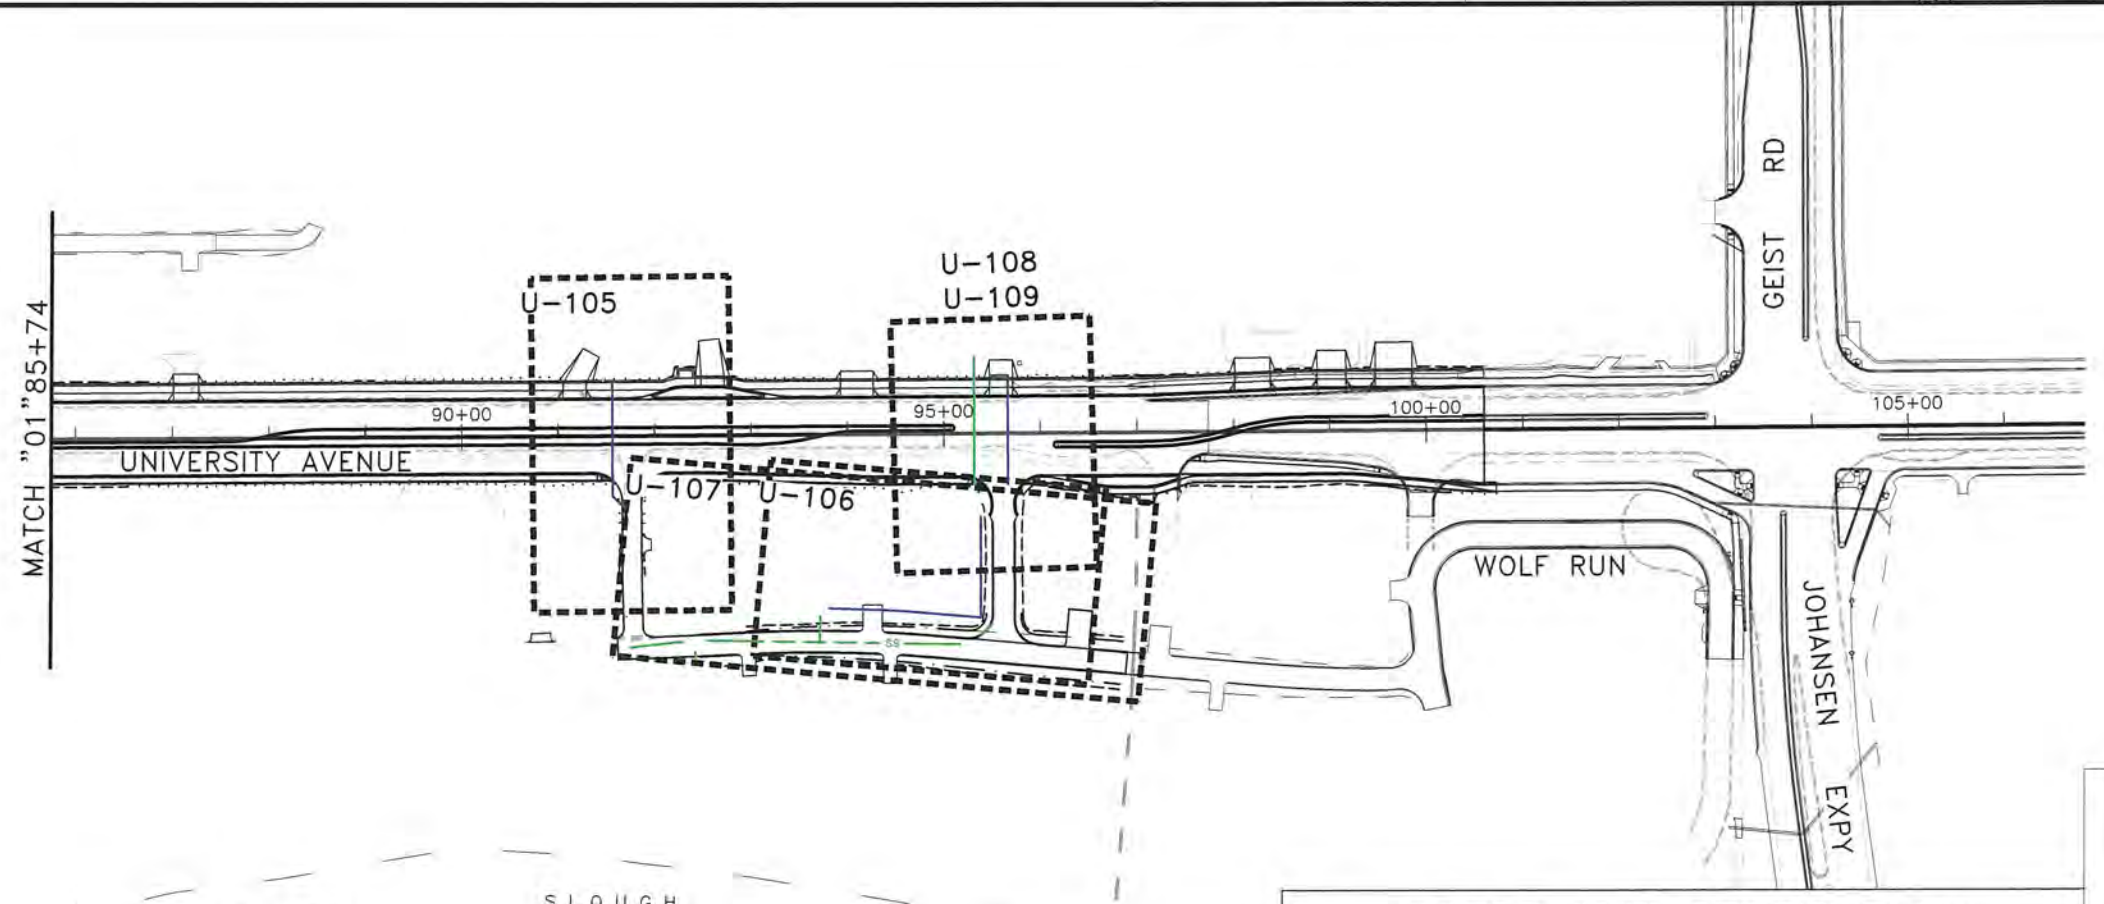 U-108
U-109
U-105
MATCH "01"85+74
GEIST RD
90+00
95+00
100+00
105+00
UNIVERSITY AVENUE
U-107
U-106
WOLF RUN
SS
JOHANSEN EXPY
SLOUGH